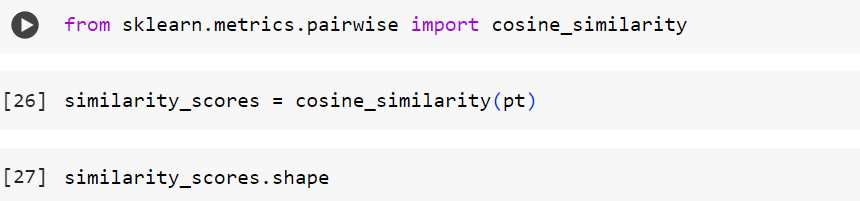 from sklearn.metrics.pairwise import cosine_similarity
[26] similarity_scores = cosine_similarity(pt)
[27] similarity_scores.shape